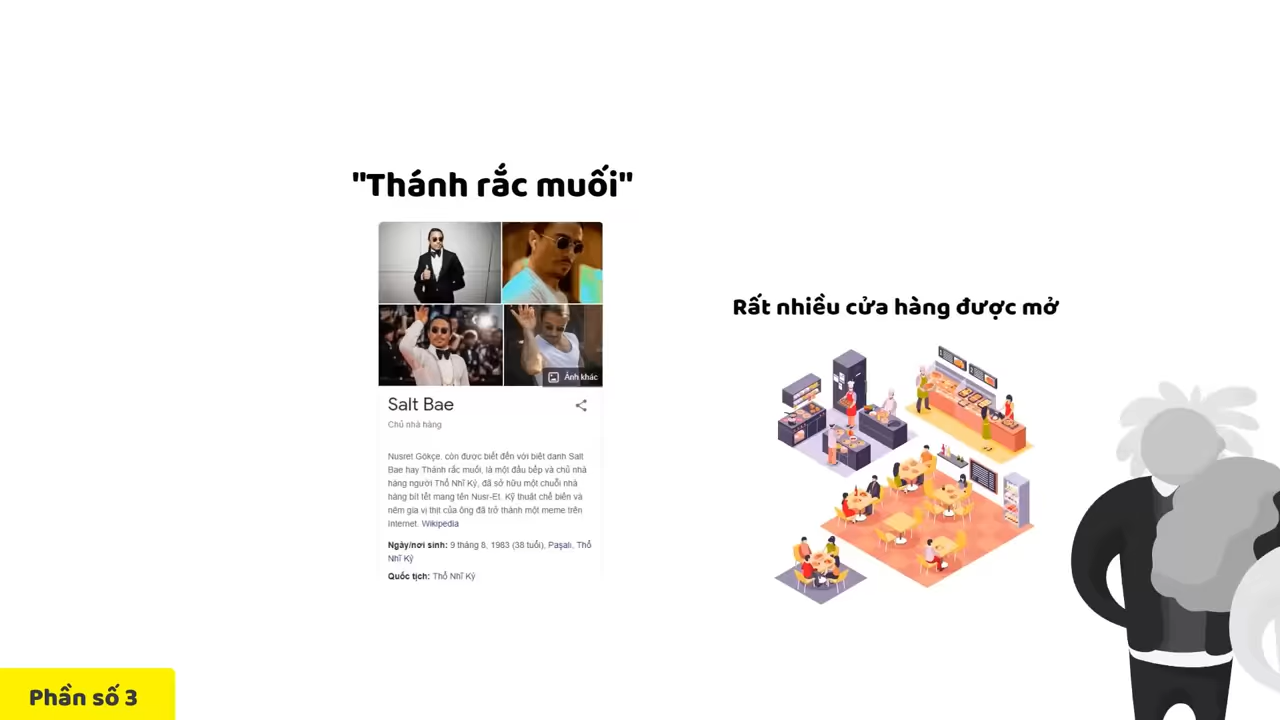 "Thánh rắc muối"
Ảnh khác
Salt Bae
Chủ nhà hàng
Nusret Gökçe, còn được biết đến với biệt danh Salt
Bae hay Thánh rắc muối, là một đầu bếp và chủ nhà
hàng người Thổ Nhĩ Kỳ, đã sở hữu một chuỗi nhà
hàng bít tết mang tên Nusr-Et. Kỹ thuật chế biến và
nêm gia vị thịt của ông đã trở thành một meme trên
Internet. Wikipedia
Ngày/nơi sinh: 9 tháng 8, 1983 (38 tuổi), Paşalı, Thổ
Nhĩ Kỳ
Quốc tịch: Thổ Nhĩ Kỳ
Rất nhiều cửa hàng được mở
Phần số 3